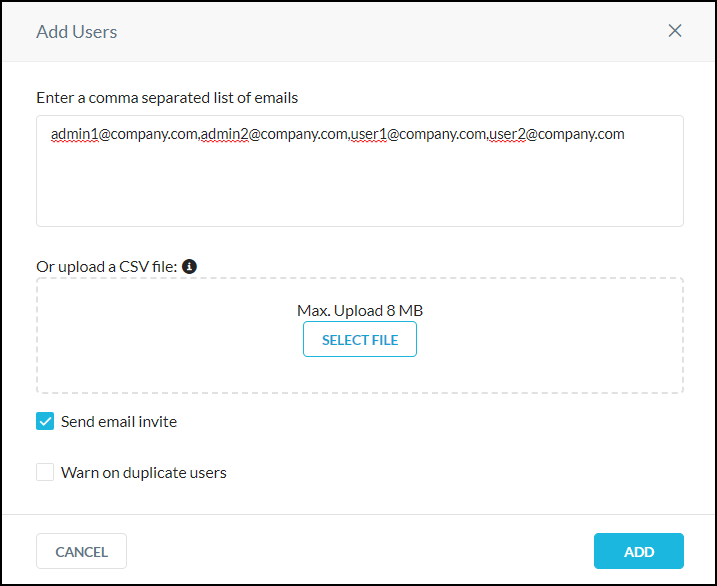 Add Users
Enter a comma separated list of emails
admin1@company.com,admin2@company.com,user1@company.com,user2@company.com
Or upload a CSV file:
Max. Upload 8 MB
SELECT FILE
Send email invite
Warn on duplicate users
CANCEL
ADD